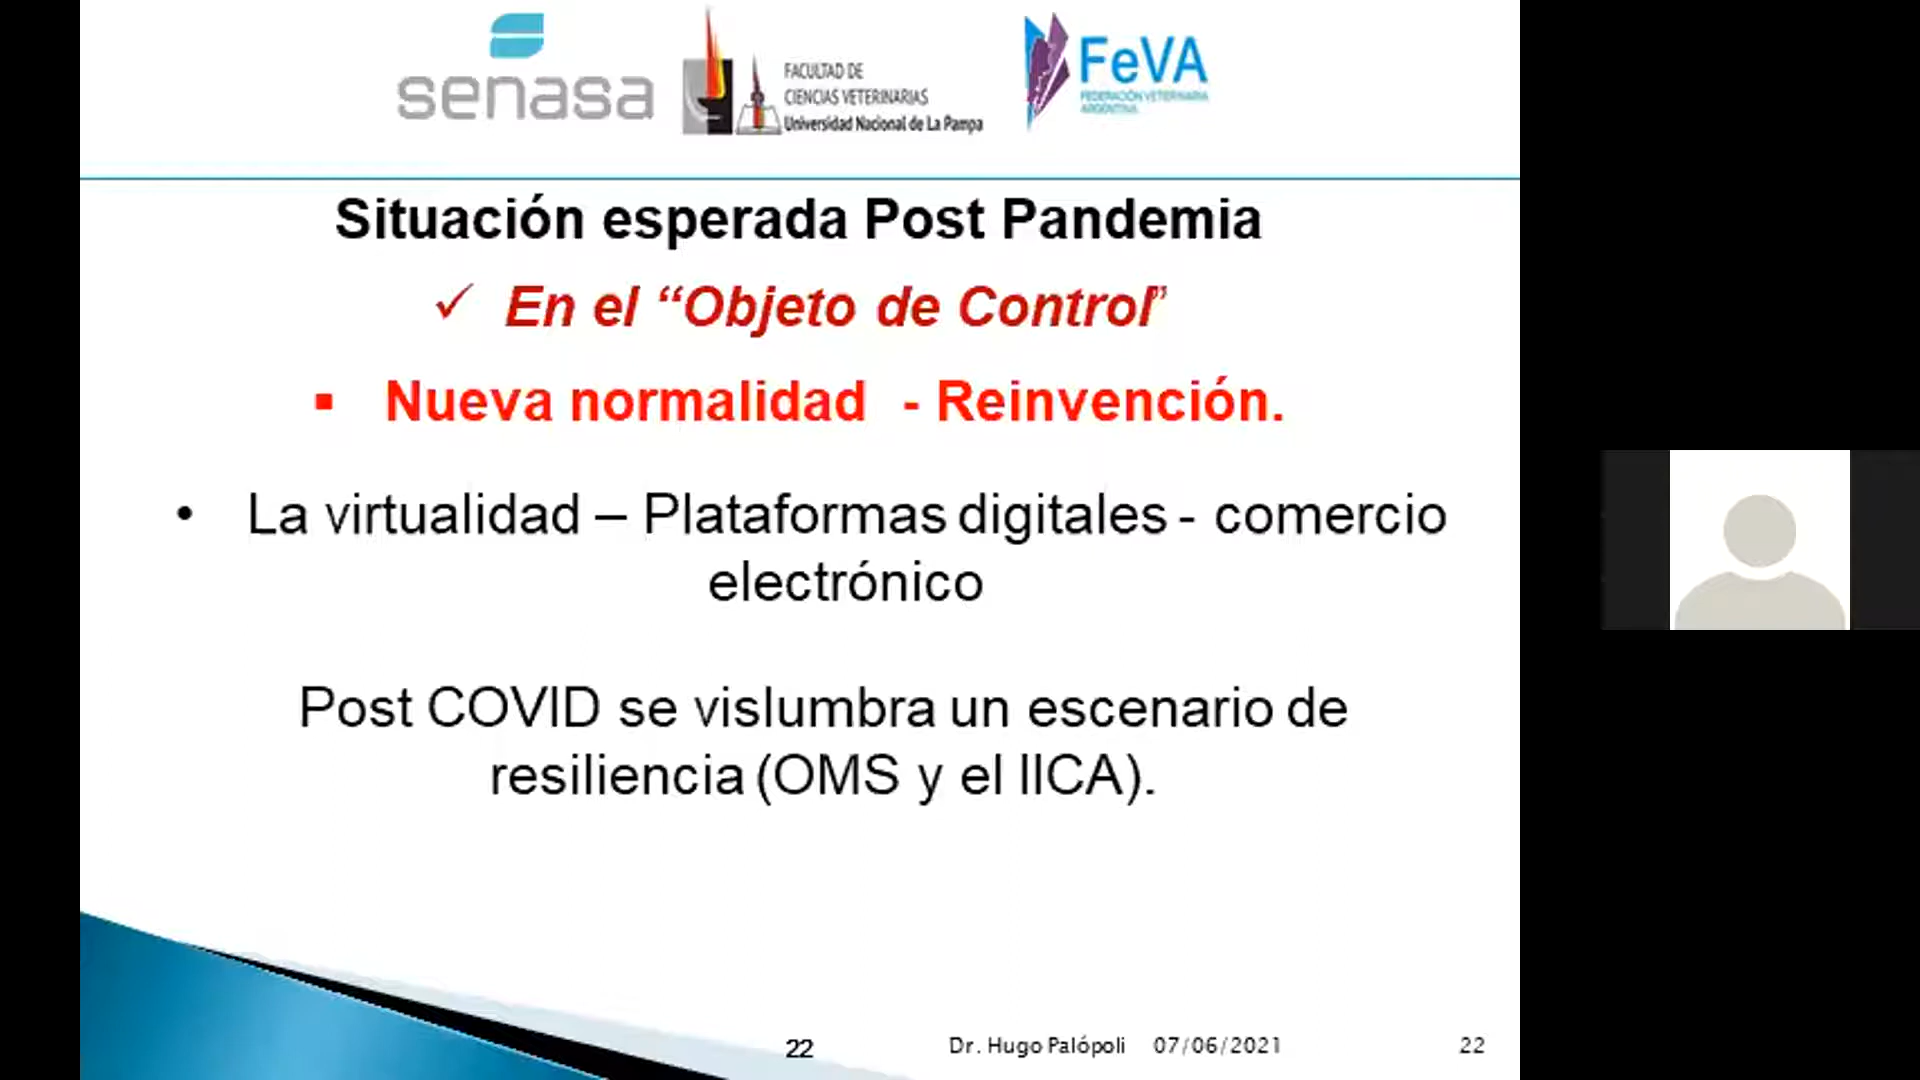 senasa
FACULTAD DE
CIENCIAS VETERINARIAS
Universidad Nacional de La Pampa
FeVA
FEDERACIÓN VETERINARIA
ARGENTINA
Situación esperada Post Pandemia
✓ En el “Objeto de Control”
▪ Nueva normalidad - Reinvención.
• La virtualidad – Plataformas digitales - comercio
electrónico
Post COVID se vislumbra un escenario de
resiliencia (OMS y el IICA).
22 Dr. Hugo Palópoli 07/06/2021 22